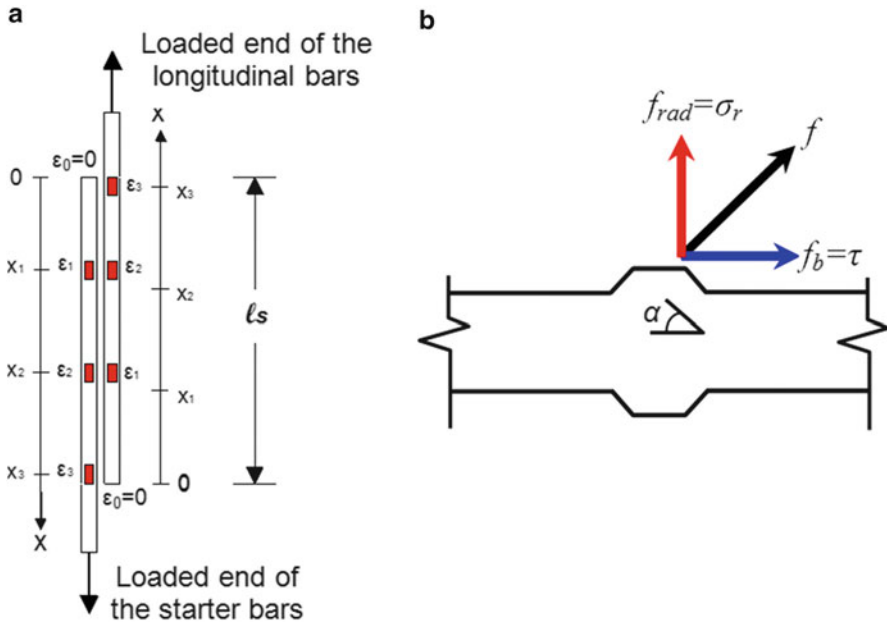 a
Loaded end of the
longitudinal bars
x
ε₀=0
0
ε₃
x₃
x₁
ε₁
ε₂
x₂
ℓs
x₂
ε₂
ε₁
x₁
x₃
ε₃
0
ε₀=0
X
Loaded end of
the starter bars
b
f_rad=σ_r
f
f_b=τ
α